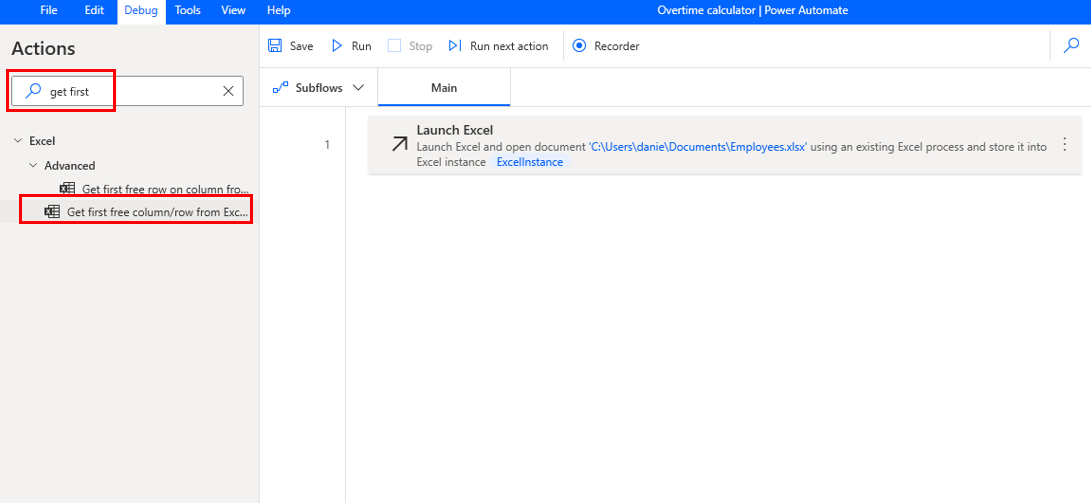 File Edit Debug Tools View Help Overtime calculator | Power Automate
Actions
Save Run Stop Run next action Recorder
get first
Subflows Main
Excel
Advanced
Get first free row on column fro...
Get first free column/row from Exc...
1
Launch Excel
Launch Excel and open document 'C:\Users\danie\Documents\Employees.xlsx' using an existing Excel process and store it into
Excel instance ExcelInstance